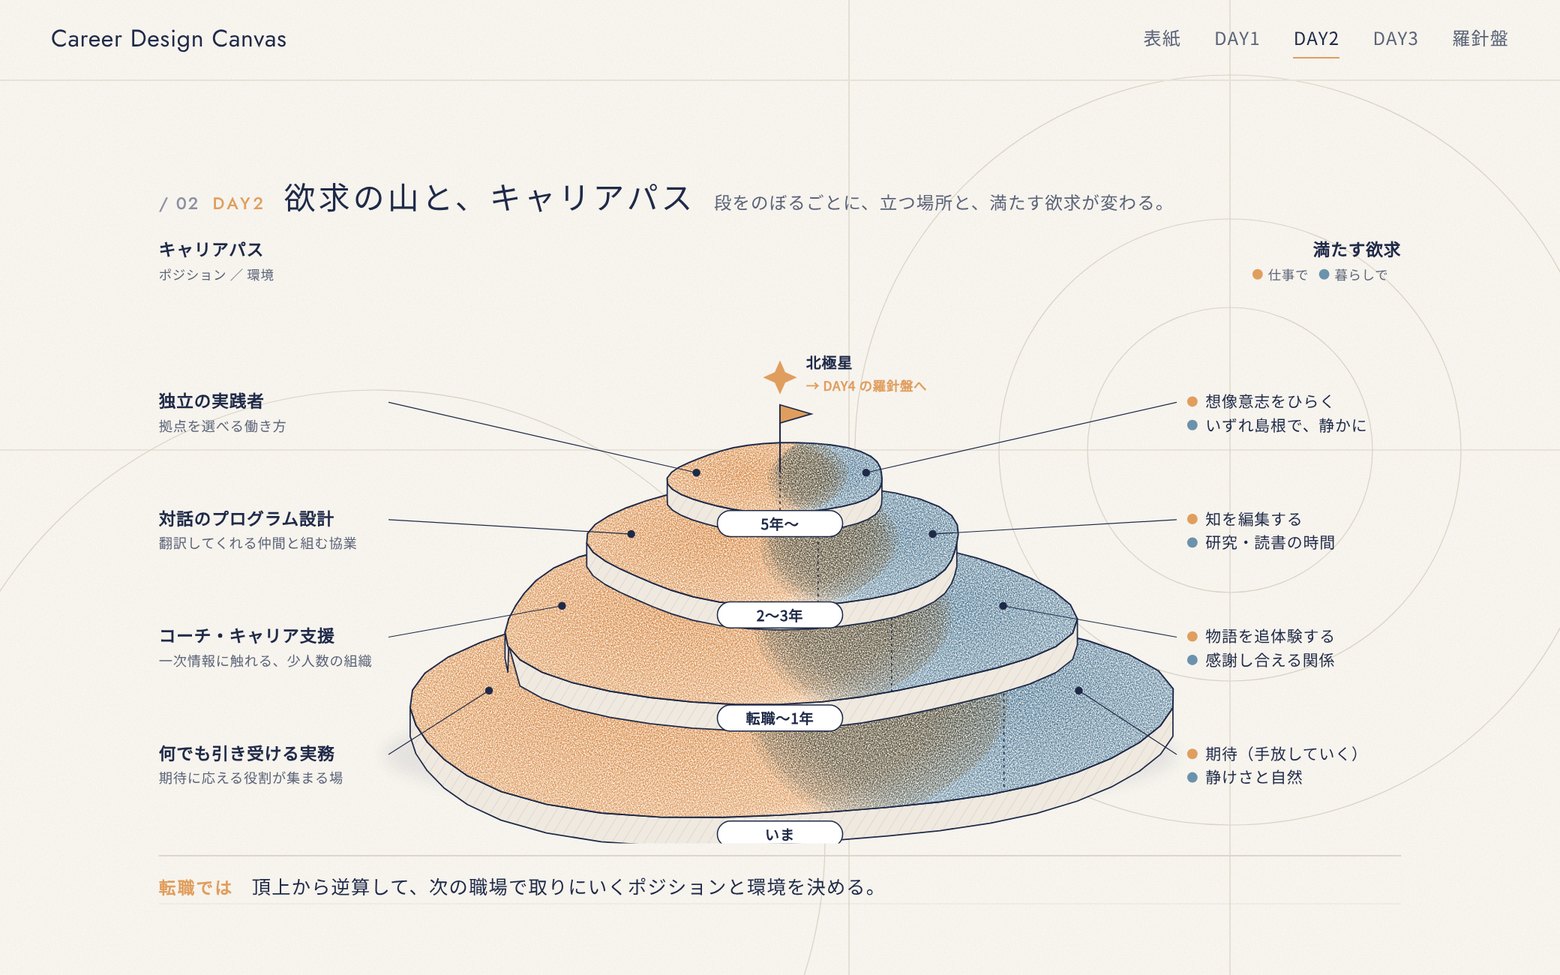 Career Design Canvas
表紙 DAY1 DAY2 DAY3 羅針盤
/ 02 DAY2 欲求の山と、キャリアパス 段をのぼるごとに、立つ場所と、満たす欲求が変わる。
キャリアパス
ポジション ／ 環境
満たす欲求
仕事で 暮らしで
北極星
→ DAY4 の羅針盤へ
独立の実践者
拠点を選べる働き方
想像意志をひらく
いずれ島根で、静かに
5年〜
対話のプログラム設計
翻訳してくれる仲間と組む協業
知を編集する
研究・読書の時間
2〜3年
コーチ・キャリア支援
一次情報に触れる、少人数の組織
物語を追体験する
感謝し合える関係
転職〜1年
何でも引き受ける実務
期待に応える役割が集まる場
期待（手放していく）
静けさと自然
いま
転職では 頂上から逆算して、次の職場で取りにいくポジションと環境を決める。